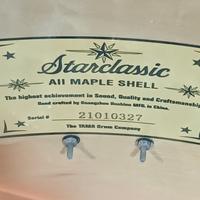 Starclassic
All MAPLE SHELL
The highest achievement in Sound, Quality and Craftsmanship
Hand crafted by Guangzhou Hoshino MFG. in China.
Serial # 21010327
The TAMA Drum Company